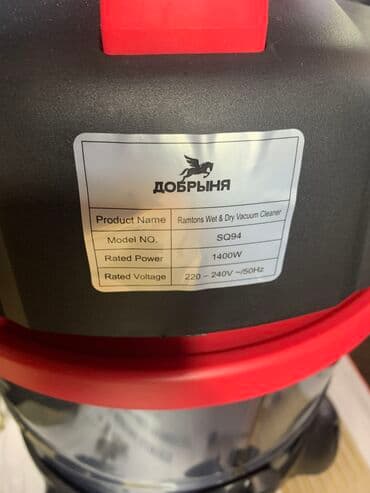 ДОБРЫНЯ
Product Name Ramtons Wet & Dry Vacuum Cleaner
Model NO. SQ94
Rated Power 1400W
Rated Voltage 220 - 240V ~/50Hz